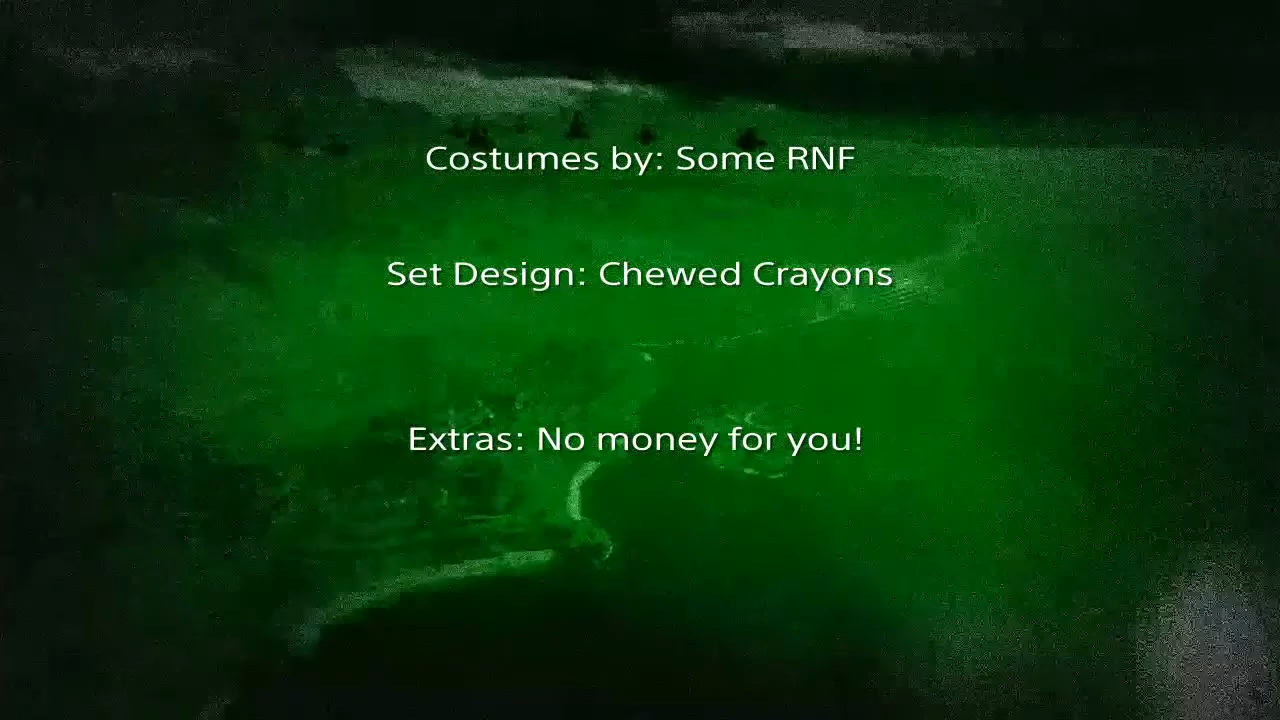 Costumes by: Some RNF
Set Design: Chewed Crayons
Extras: No money for you!